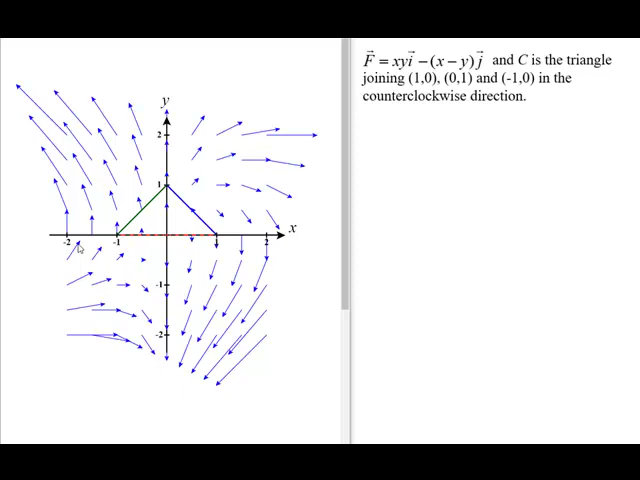 F⃗ = xyi⃗ − (x − y)j⃗ and C is the triangle
joining (1,0), (0,1) and (-1,0) in the
counterclockwise direction.
y
2
1
x
-2 -1 1 2
-1
-2